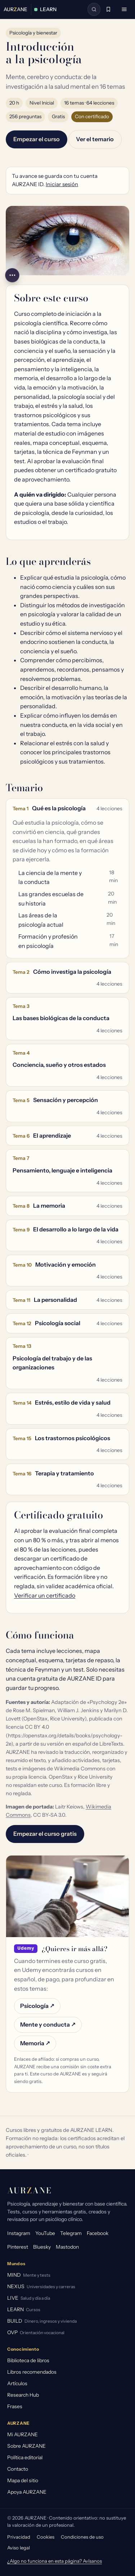 AURZANE LEARN
Psicología y bienestar
Introducción
a la psicología
Mente, cerebro y conducta: de la
investigación a la salud mental en 16 temas
20 h Nivel Inicial 16 temas · 64 lecciones
256 preguntas Gratis Con certificado
Empezar el curso Ver el temario
Tu avance se guarda con tu cuenta
AURZANE ID. Iniciar sesión
Sobre este curso
Curso completo de iniciación a la
psicología científica. Recorre cómo
nació la disciplina y cómo investiga,
las bases biológicas de la conducta, la
conciencia y el sueño, la sensación y la
percepción, el aprendizaje, el
pensamiento y el lenguaje, la
memoria, el desarrollo a lo largo de la
vida, la emoción, la motivación, la
personalidad, la psicología social y del
trabajo, el estrés y la salud, los
trastornos psicológicos y sus
tratamientos. Cada tema incluye
material de estudio con imágenes
reales, mapa conceptual, esquema,
tarjetas, la técnica de Feynman y un
test. Al aprobar la evaluación final
puedes obtener un certificado gratuito
de aprovechamiento.
A quién va dirigido: Cualquier persona
que quiera una base sólida y completa
de psicología, desde la curiosidad, los
estudios o el trabajo.
Lo que aprenderás
Explicar qué estudia la psicología, cómo
nació como ciencia y cuáles son sus
grandes perspectivas.
Distinguir los métodos de investigación
en psicología y valorar la calidad de un
estudio y su ética.
Describir cómo el sistema nervioso y el
endocrino sostienen la conducta, la
conciencia y el sueño.
Comprender cómo percibimos,
aprendemos, recordamos, pensamos y
resolvemos problemas.
Describir el desarrollo humano, la
emoción, la motivación y las teorías de la
personalidad.
Explicar cómo influyen los demás en
nuestra conducta, en la vida social y en
el trabajo.
Relacionar el estrés con la salud y
conocer los principales trastornos
psicológicos y sus tratamientos.
Temario
Tema 1 Qué es la psicología 4 lecciones
Qué estudia la psicología, cómo se
convirtió en ciencia, qué grandes
escuelas la han formado, en qué áreas
se divide hoy y cómo es la formación
para ejercerla.
La ciencia de la mente y la conducta 18 min
Las grandes escuelas de su historia 20 min
Las áreas de la psicología actual 20 min
Formación y profesión en psicología 17 min
Tema 2 Cómo investiga la psicología
4 lecciones
Tema 3
Las bases biológicas de la conducta
4 lecciones
Tema 4
Conciencia, sueño y otros estados
4 lecciones
Tema 5 Sensación y percepción
4 lecciones
Tema 6 El aprendizaje 4 lecciones
Tema 7
Pensamiento, lenguaje e inteligencia
4 lecciones
Tema 8 La memoria 4 lecciones
Tema 9 El desarrollo a lo largo de la vida
4 lecciones
Tema 10 Motivación y emoción
4 lecciones
Tema 11 La personalidad 4 lecciones
Tema 12 Psicología social 4 lecciones
Tema 13
Psicología del trabajo y de las
organizaciones
4 lecciones
Tema 14 Estrés, estilo de vida y salud
4 lecciones
Tema 15 Los trastornos psicológicos
4 lecciones
Tema 16 Terapia y tratamiento
4 lecciones
Certificado gratuito
Al aprobar la evaluación final completa
con un 80 % o más, y tras abrir al menos
el 80 % de las lecciones, puedes
descargar un certificado de
aprovechamiento con código de
verificación. Es formación libre y no
reglada, sin validez académica oficial.
Verificar un certificado
Cómo funciona
Cada tema incluye lecciones, mapa
conceptual, esquema, tarjetas de repaso, la
técnica de Feynman y un test. Solo necesitas
una cuenta gratuita de AURZANE ID para
guardar tu progreso.
Fuentes y autoría: Adaptación de «Psychology 2e»
de Rose M. Spielman, William J. Jenkins y Marilyn D.
Lovett (OpenStax, Rice University), publicada con
licencia CC BY 4.0
(https://openstax.org/details/books/psychology-
2e), a partir de su versión en español de LibreTexts.
AURZANE ha revisado la traducción, reorganizado
y resumido el contenido, y añadido lecciones, tarjetas,
tests e imágenes de Wikimedia Commons con
su propia licencia. OpenStax y Rice University
no respaldan este curso. Es formación libre y
no reglada.
Imagen de portada: Laitr Keiows, Wikimedia
Commons, CC BY-SA 3.0.
Empezar el curso gratis
Udemy ¿Quieres ir más allá?
Cuando termines este curso gratis,
en Udemy encontrarás cursos en
español, de pago, para profundizar en
estos temas:
Psicología ↗
Mente y conducta ↗
Memoria ↗
Enlaces de afiliado: si compras un curso,
AURZANE recibe una comisión sin coste extra
para ti. Este curso de AURZANE es y seguirá
siendo gratis.
Cursos libres y gratuitos de AURZANE LEARN.
Formación no reglada: los certificados acreditan el
aprovechamiento de un curso, no son títulos
oficiales.
AURZANE
Psicología, aprendizaje y bienestar con base científica.
Tests, cursos y herramientas gratis, creados y
revisados por un psicólogo clínico.
Instagram YouTube Telegram Facebook
Pinterest Bluesky Mastodon
Mundos
MIND Mente y tests
NEXUS Universidades y carreras
LIVE Salud y día a día
LEARN Cursos
BUILD Dinero, ingresos y vivienda
OVP Orientación vocacional
Conocimiento
Biblioteca de libros
Libros recomendados
Artículos
Research Hub
Frases
AURZANE
Mi AURZANE
Sobre AURZANE
Política editorial
Contacto
Mapa del sitio
Apoya AURZANE
© 2026 AURZANE · Contenido orientativo: no sustituye
la valoración de un profesional.
Privacidad Cookies Condiciones de uso
Aviso legal
¿Algo no funciona en esta página? Avísanos